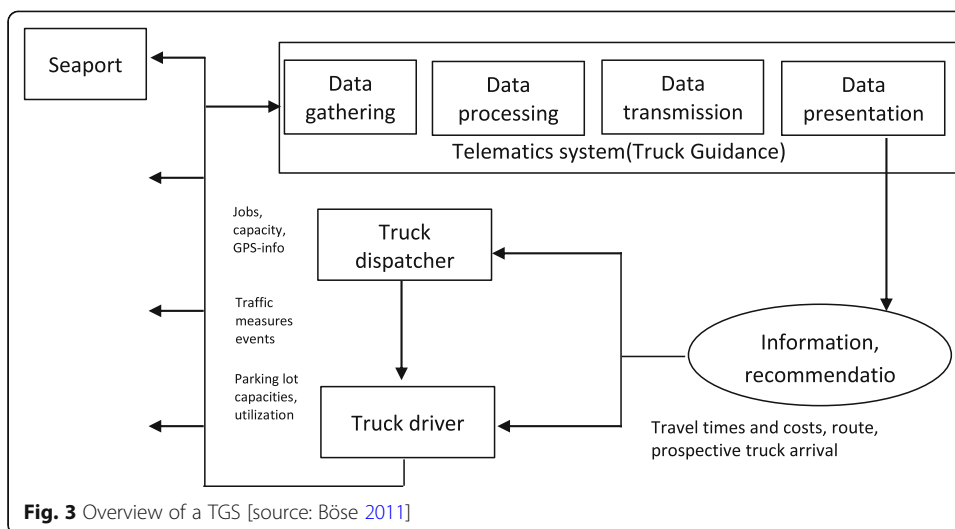 Seaport
Data
gathering
Data
processing
Data
transmission
Data
presentation
Telematics system(Truck Guidance)
Jobs,
capacity,
GPS-info
Truck
dispatcher
Traffic
measures
events
Information,
recommendatio
Parking lot
capacities,
utilization
Truck driver
Travel times and costs, route,
prospective truck arrival
Fig. 3 Overview of a TGS [source: Böse 2011]